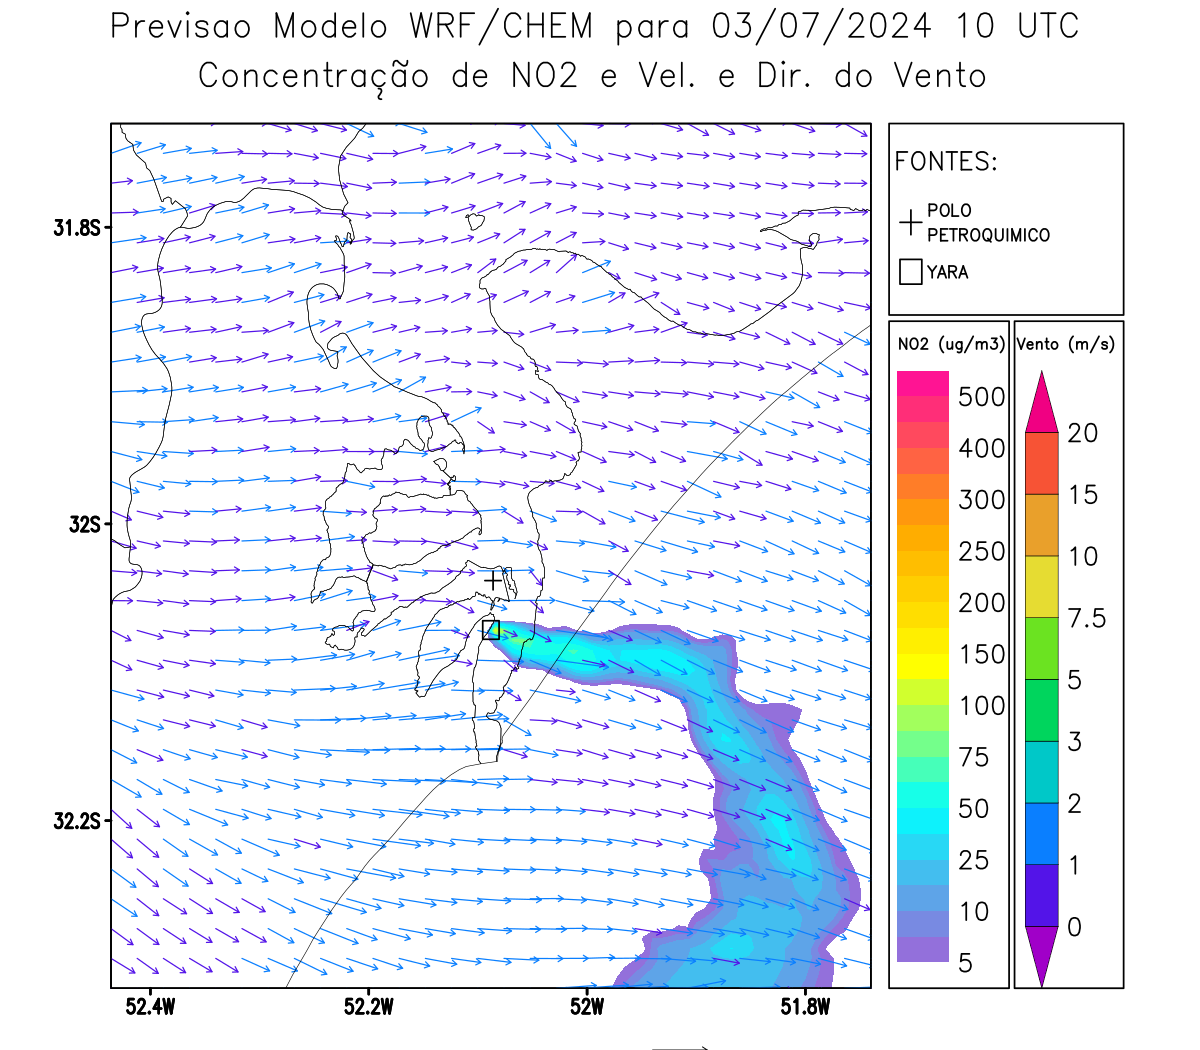 Previsao Modelo WRF/CHEM para 03/07/2024 10 UTC
Concentração de NO2 e Vel. e Dir. do Vento
FONTES:
POLO
PETROQUIMICO
YARA
NO2 (ug/m3)
500
400
300
250
200
150
100
75
50
25
10
5
Vento (m/s)
20
15
10
7.5
5
3
2
1
0
31.8S
32S
32.2S
52.4W
52.2W
52W
51.8W